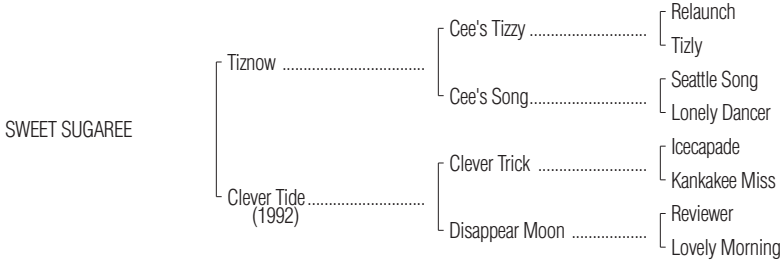 Relaunch
Cee's Tizzy ..............................
Tizly
Tiznow ....................................
Seattle Song
Cee's Song..............................
Lonely Dancer
SWEET SUGAREE
Icecapade
Clever Trick ............................
Kankakee Miss
Clever Tide..............................
(1992)
Reviewer
Disappear Moon ...................
Lovely Morning